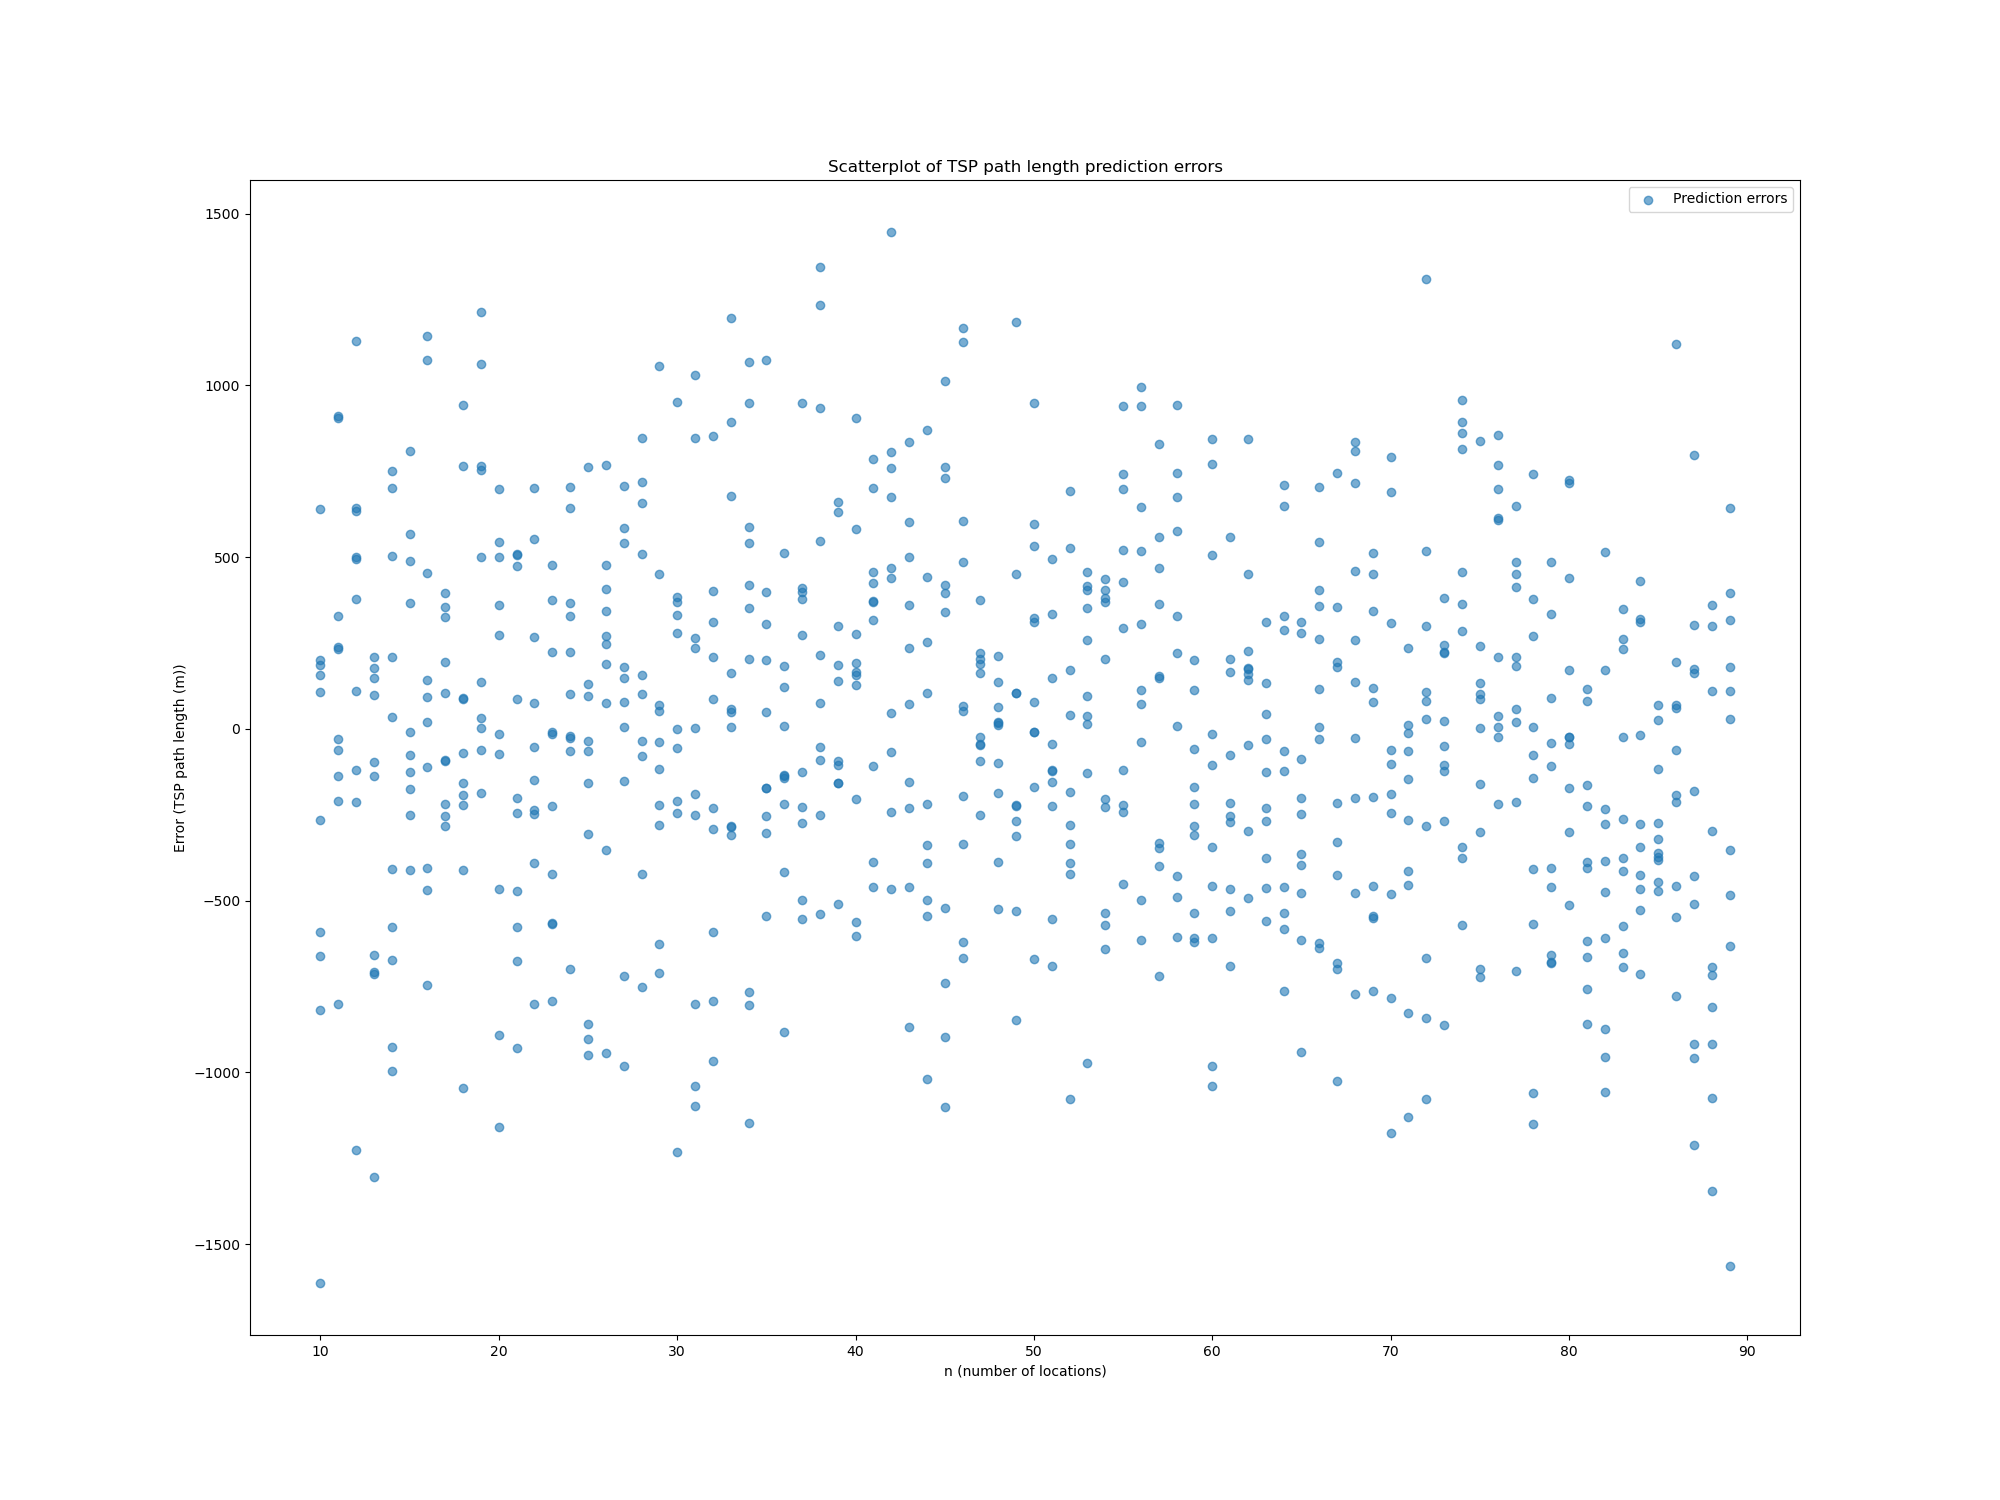 Scatterplot of TSP path length prediction errors
Prediction errors
1500
1000
500
0
−500
−1000
−1500
Error (TSP path length (m))
10 20 30 40 50 60 70 80 90
n (number of locations)